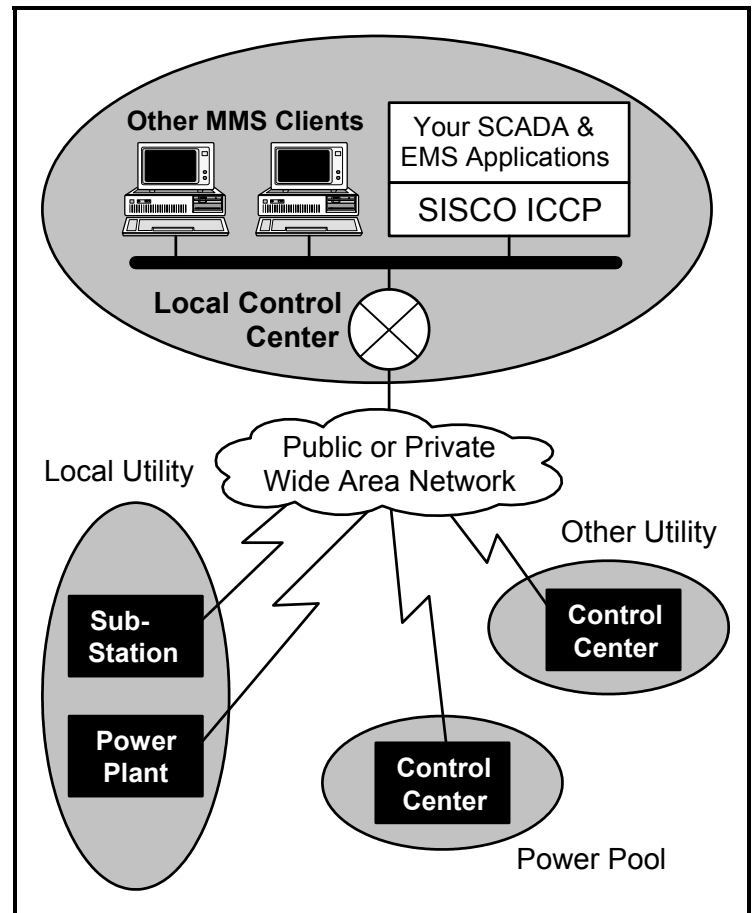 Other MMS Clients
Your SCADA &
EMS Applications
SISCO ICCP
Local Control
Center
Public or Private
Wide Area Network
Local Utility
Other Utility
Sub-
Station
Control
Center
Power
Plant
Control
Center
Power Pool